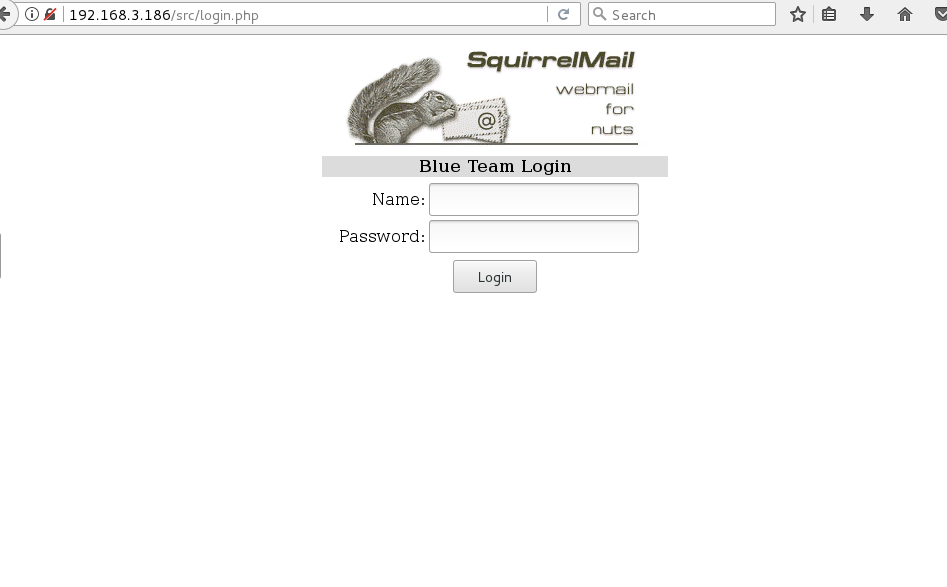 192.168.3.186/src/login.php
Search
SquirrelMail
webmail
for
nuts
@
Blue Team Login
Name:
Password:
Login